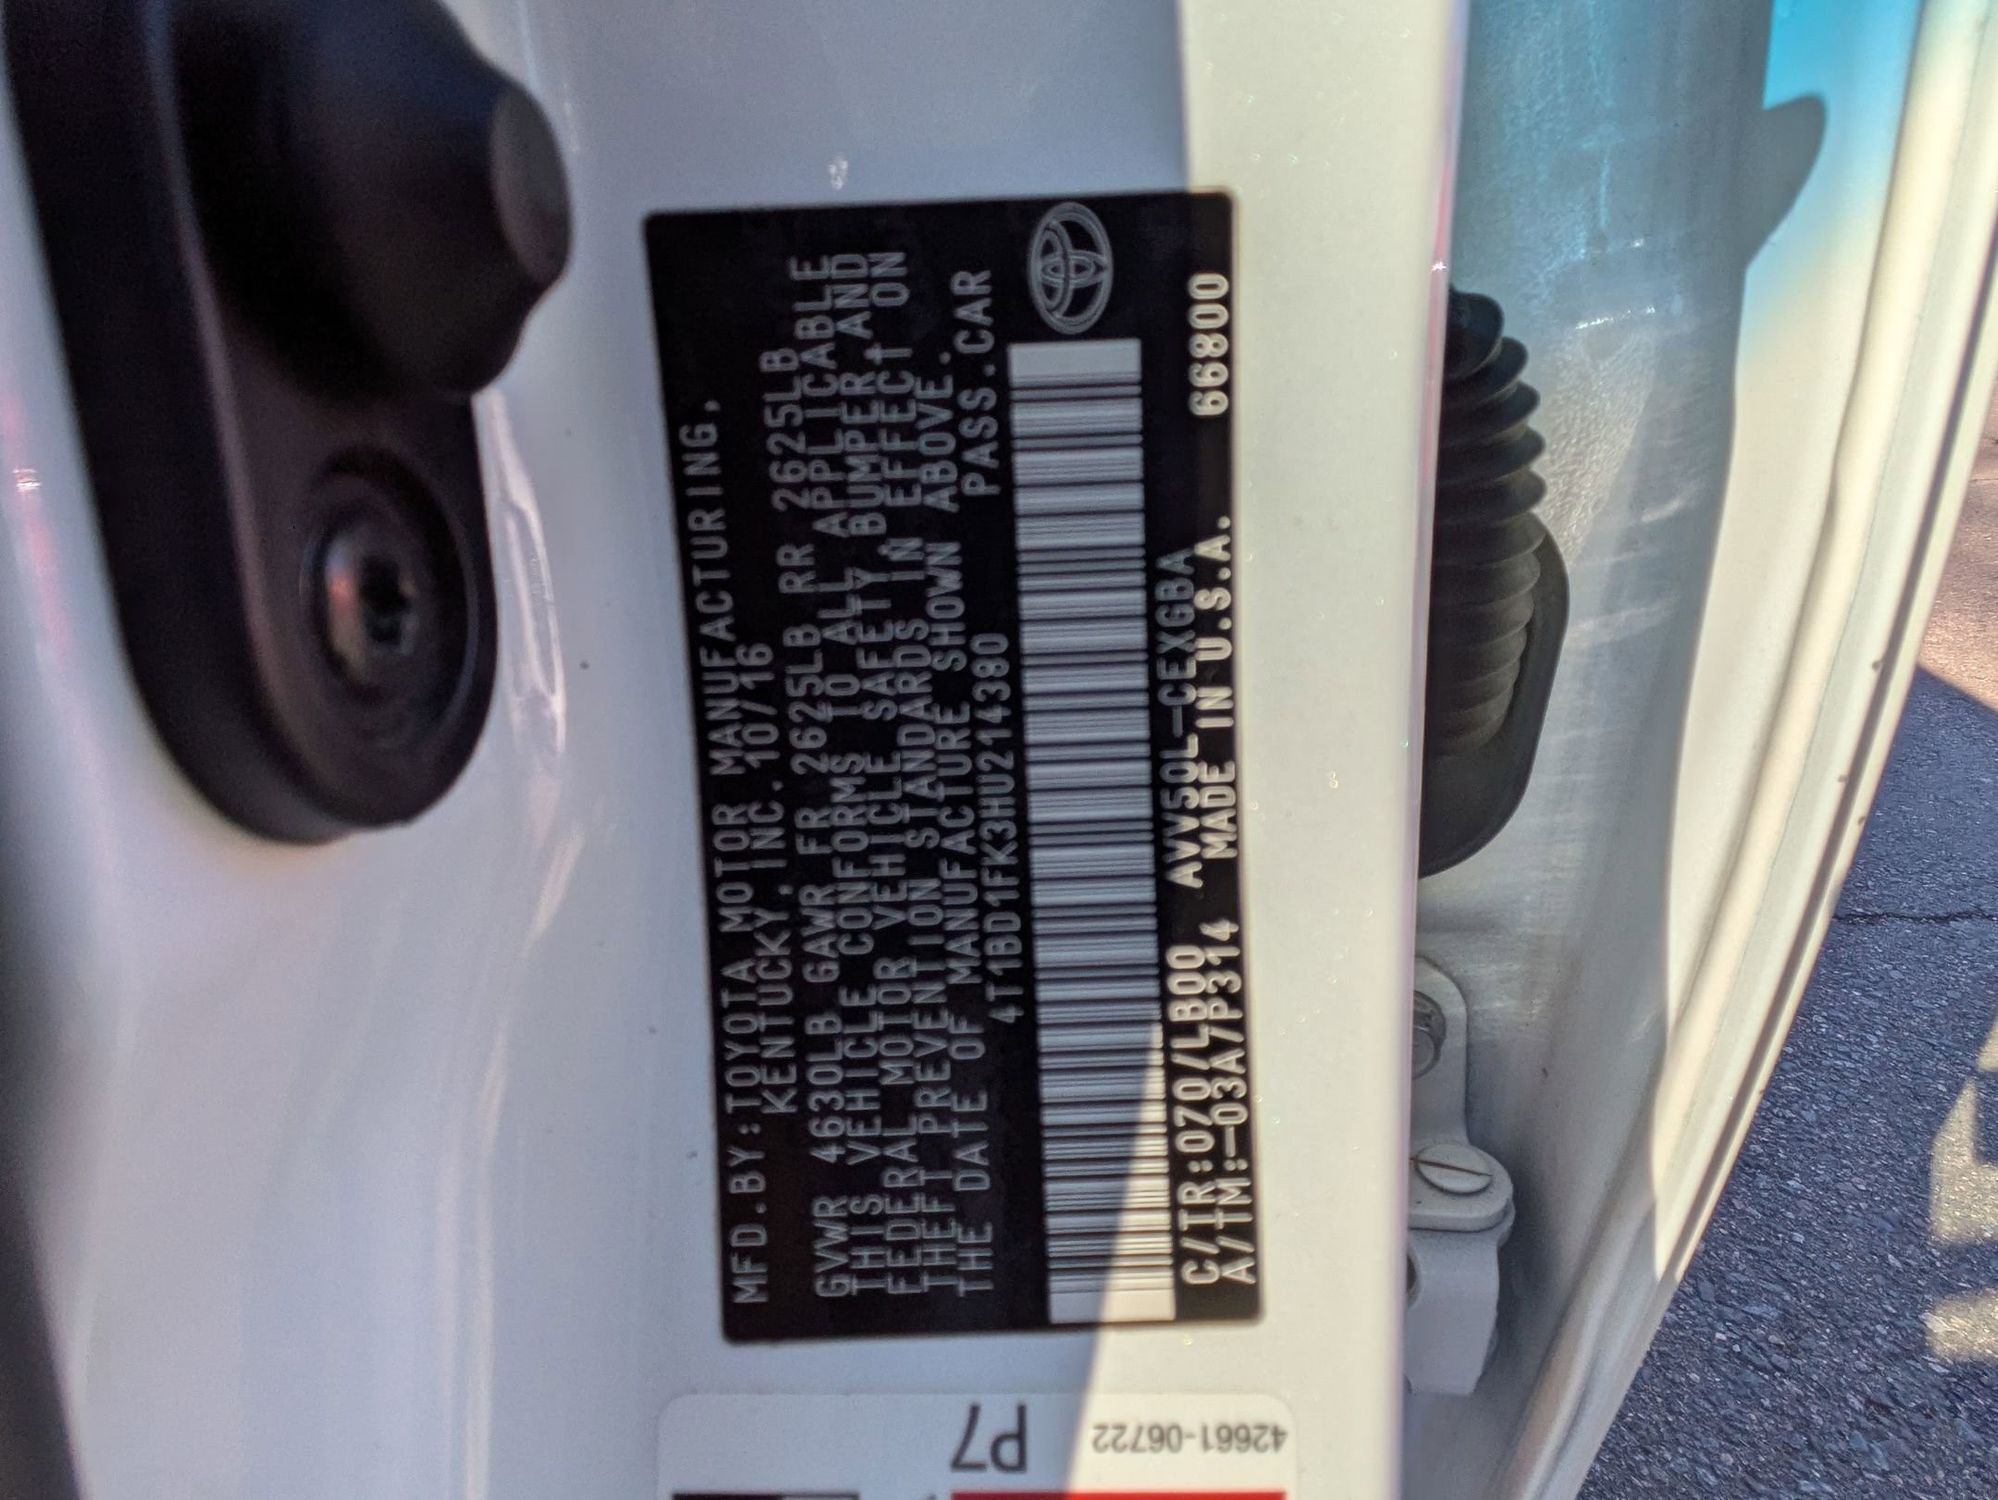 MFD.BY:TOYOTA MOTOR MANUFACTURING,
KENTUCKY,INC. 10/16
GVWR 4630LB GAWR FR 2625LB RR 2625LB
THIS VEHICLE CONFORMS TO ALL APPLICABLE
FEDERAL MOTOR VEHICLE SAFETY BUMPER, AND
THEFT PREVENTION STANDARDS IN EFFECT ON
THE DATE OF MANUFACTURE SHOWN ABOVE.
4T1BD1FK3HU214380 PASS.CAR
C/TR:070/LB00 AVV50L-CEXGBA 66800
A/TM:-03A/P314 MADE IN U.S.A.
P7
42661-06722